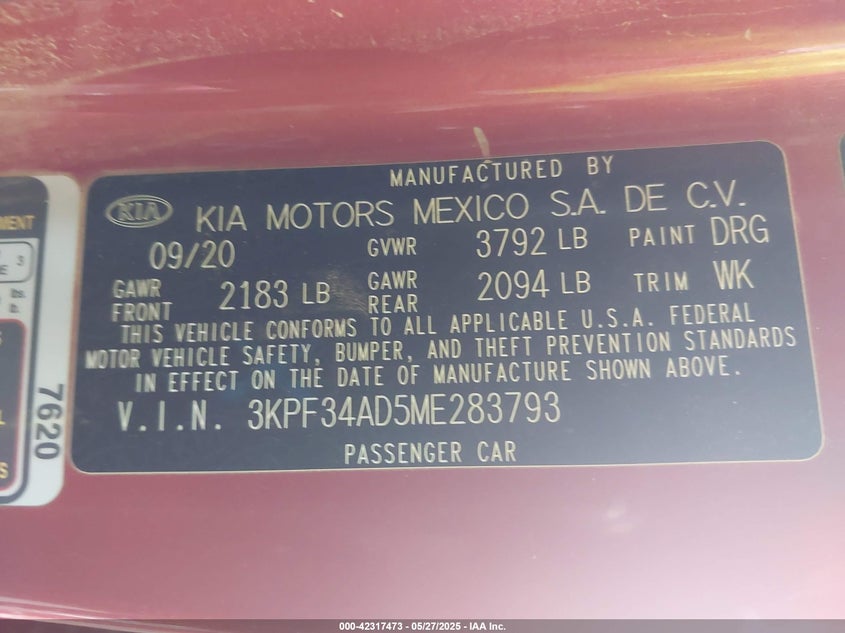 MENT
E 3
lbs.
b.
S
L
S
7620
MANUFACTURED BY
KIA KIA MOTORS MEXICO S.A. DE C.V.
09/20 GVWR 3792 LB PAINT DRG
GAWR FRONT 2183 LB GAWR REAR 2094 LB TRIM WK
THIS VEHICLE CONFORMS TO ALL APPLICABLE U.S.A. FEDERAL
MOTOR VEHICLE SAFETY, BUMPER, AND THEFT PREVENTION STANDARDS
IN EFFECT ON THE DATE OF MANUFACTURE SHOWN ABOVE.
V.I.N. 3KPF34AD5ME283793
PASSENGER CAR
000-42317473 — 05/27/2025 — IAA Inc.